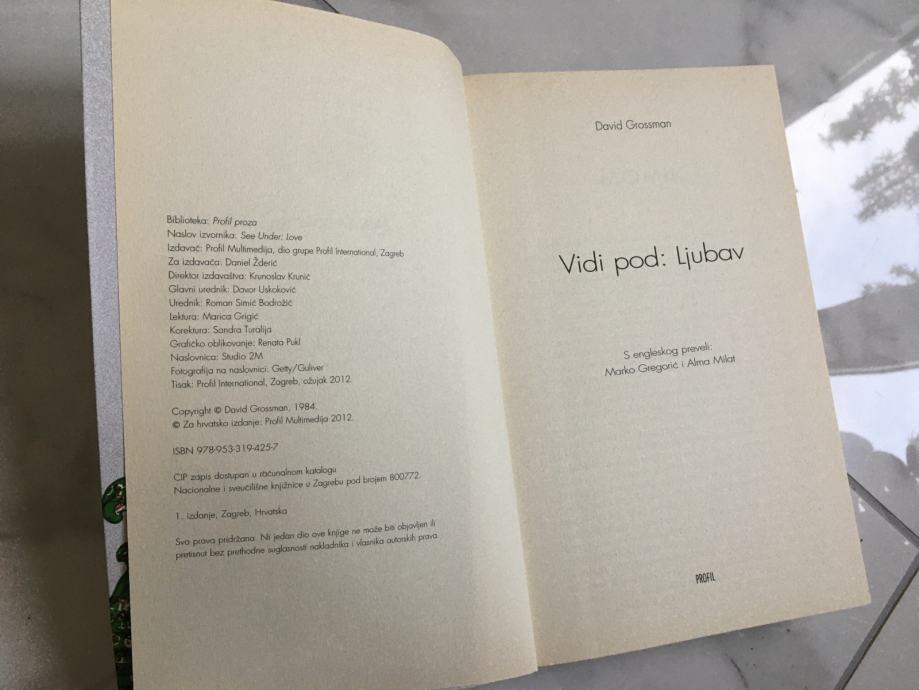 Biblioteka: Profil proza
Naslov izvornika: See Under: Love
Izdavač: Profil Multimedija, dio grupe Profil International, Zagreb
Za izdavača: Daniel Žderić
Direktor izdavaštva: Krunoslav Krunić
Glavni urednik: Davor Uskoković
Urednik: Roman Simić Bodrožić
Lektura: Marica Grigić
Korektura: Sandra Turalija
Grafičko oblikovanje: Renata Pukl
Naslovnica: Studio 2M
Fotografija na naslovnici: Getty/Guliver
Tisak: Profil International, Zagreb, ožujak 2012.
Copyright © David Grossman, 1984.
© Za hrvatsko izdanje: Profil Multimedija 2012.
ISBN 978-953-319-425-7
CIP zapis dostupan u računalnom katalogu
Nacionalne i sveučilišne knjižnice u Zagrebu pod brojem 800772.
1. izdanje, Zagreb, Hrvatska
Sva prava pridržana. Ni jedan dio ove knjige ne može biti objavljen ili
pretisnut bez prethodne suglasnosti nakladnika i vlasnika autorskih prava.
David Grossman
Vidi pod: Ljubav
S engleskog preveli:
Marko Gregorić i Alma Milat
PROFIL